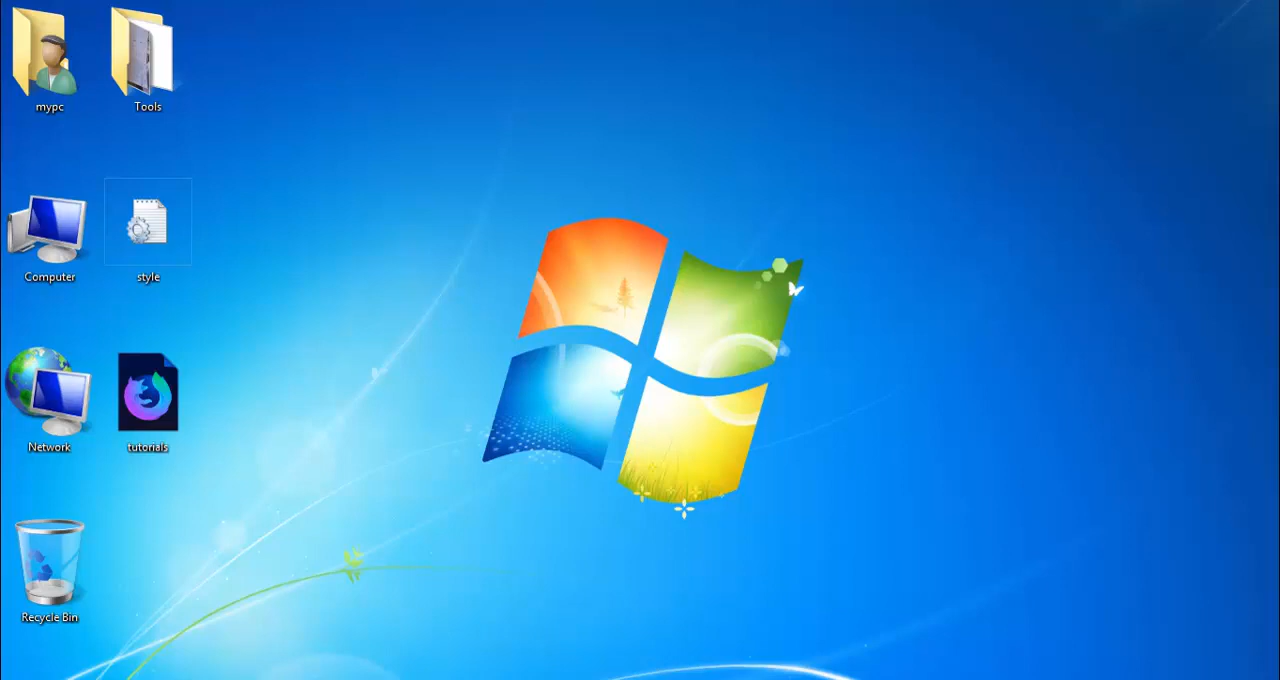 mypc
Tools
Computer
style
Network
tutorials
Recycle Bin